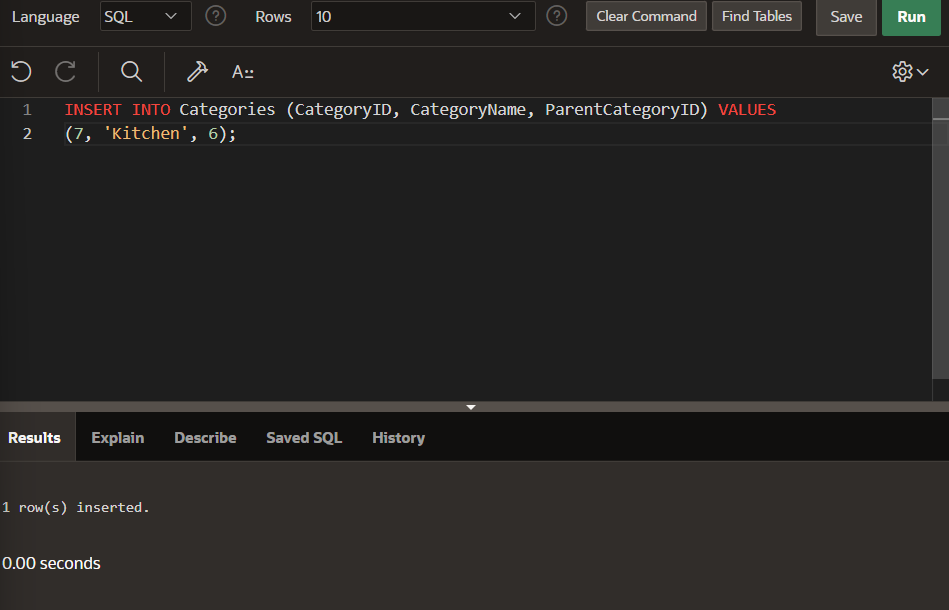 Language SQL ? Rows 10 ? Clear Command Find Tables Save Run
A::
1 INSERT INTO Categories (CategoryID, CategoryName, ParentCategoryID) VALUES
2 (7, 'Kitchen', 6);
Results Explain Describe Saved SQL History
1 row(s) inserted.
0.00 seconds